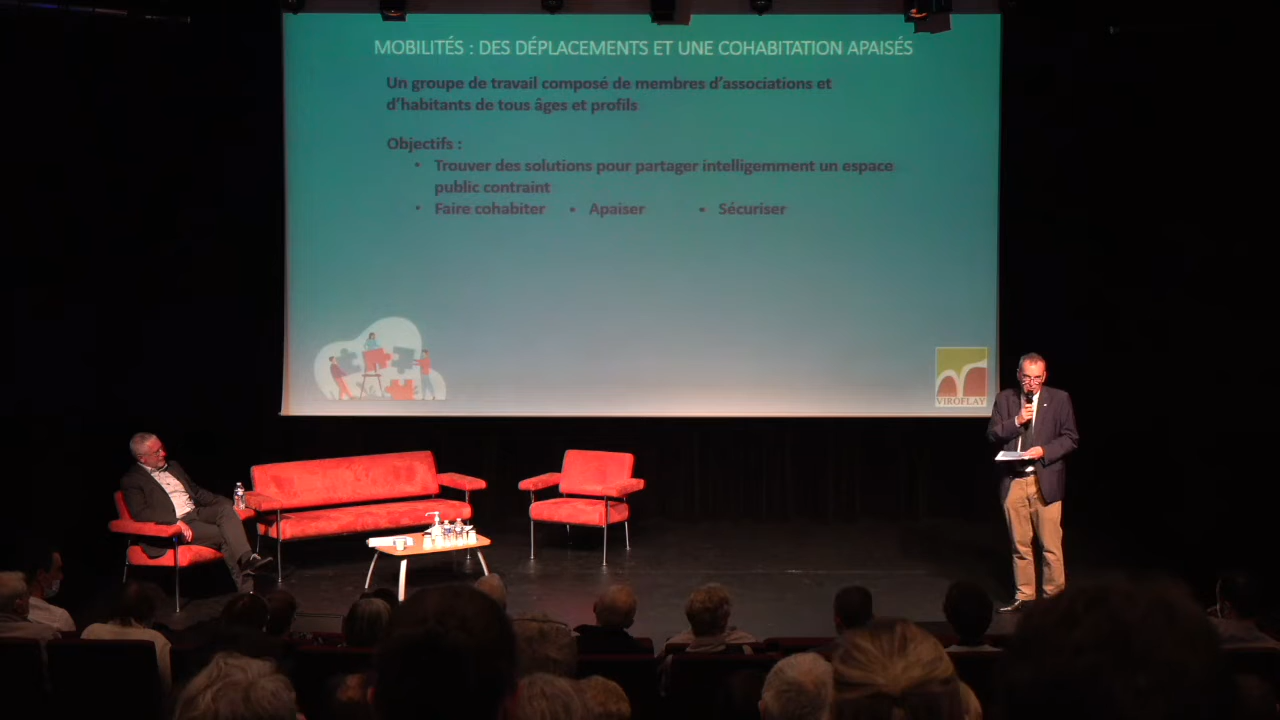 MOBILITÉS : DES DÉPLACEMENTS ET UNE COHABITATION APAISÉS
Un groupe de travail composé de membres d'associations et
d'habitants de tous âges et profils
Objectifs :
• Trouver des solutions pour partager intelligemment un espace
public contraint
• Faire cohabiter • Apaiser • Sécuriser
VIROFLAY